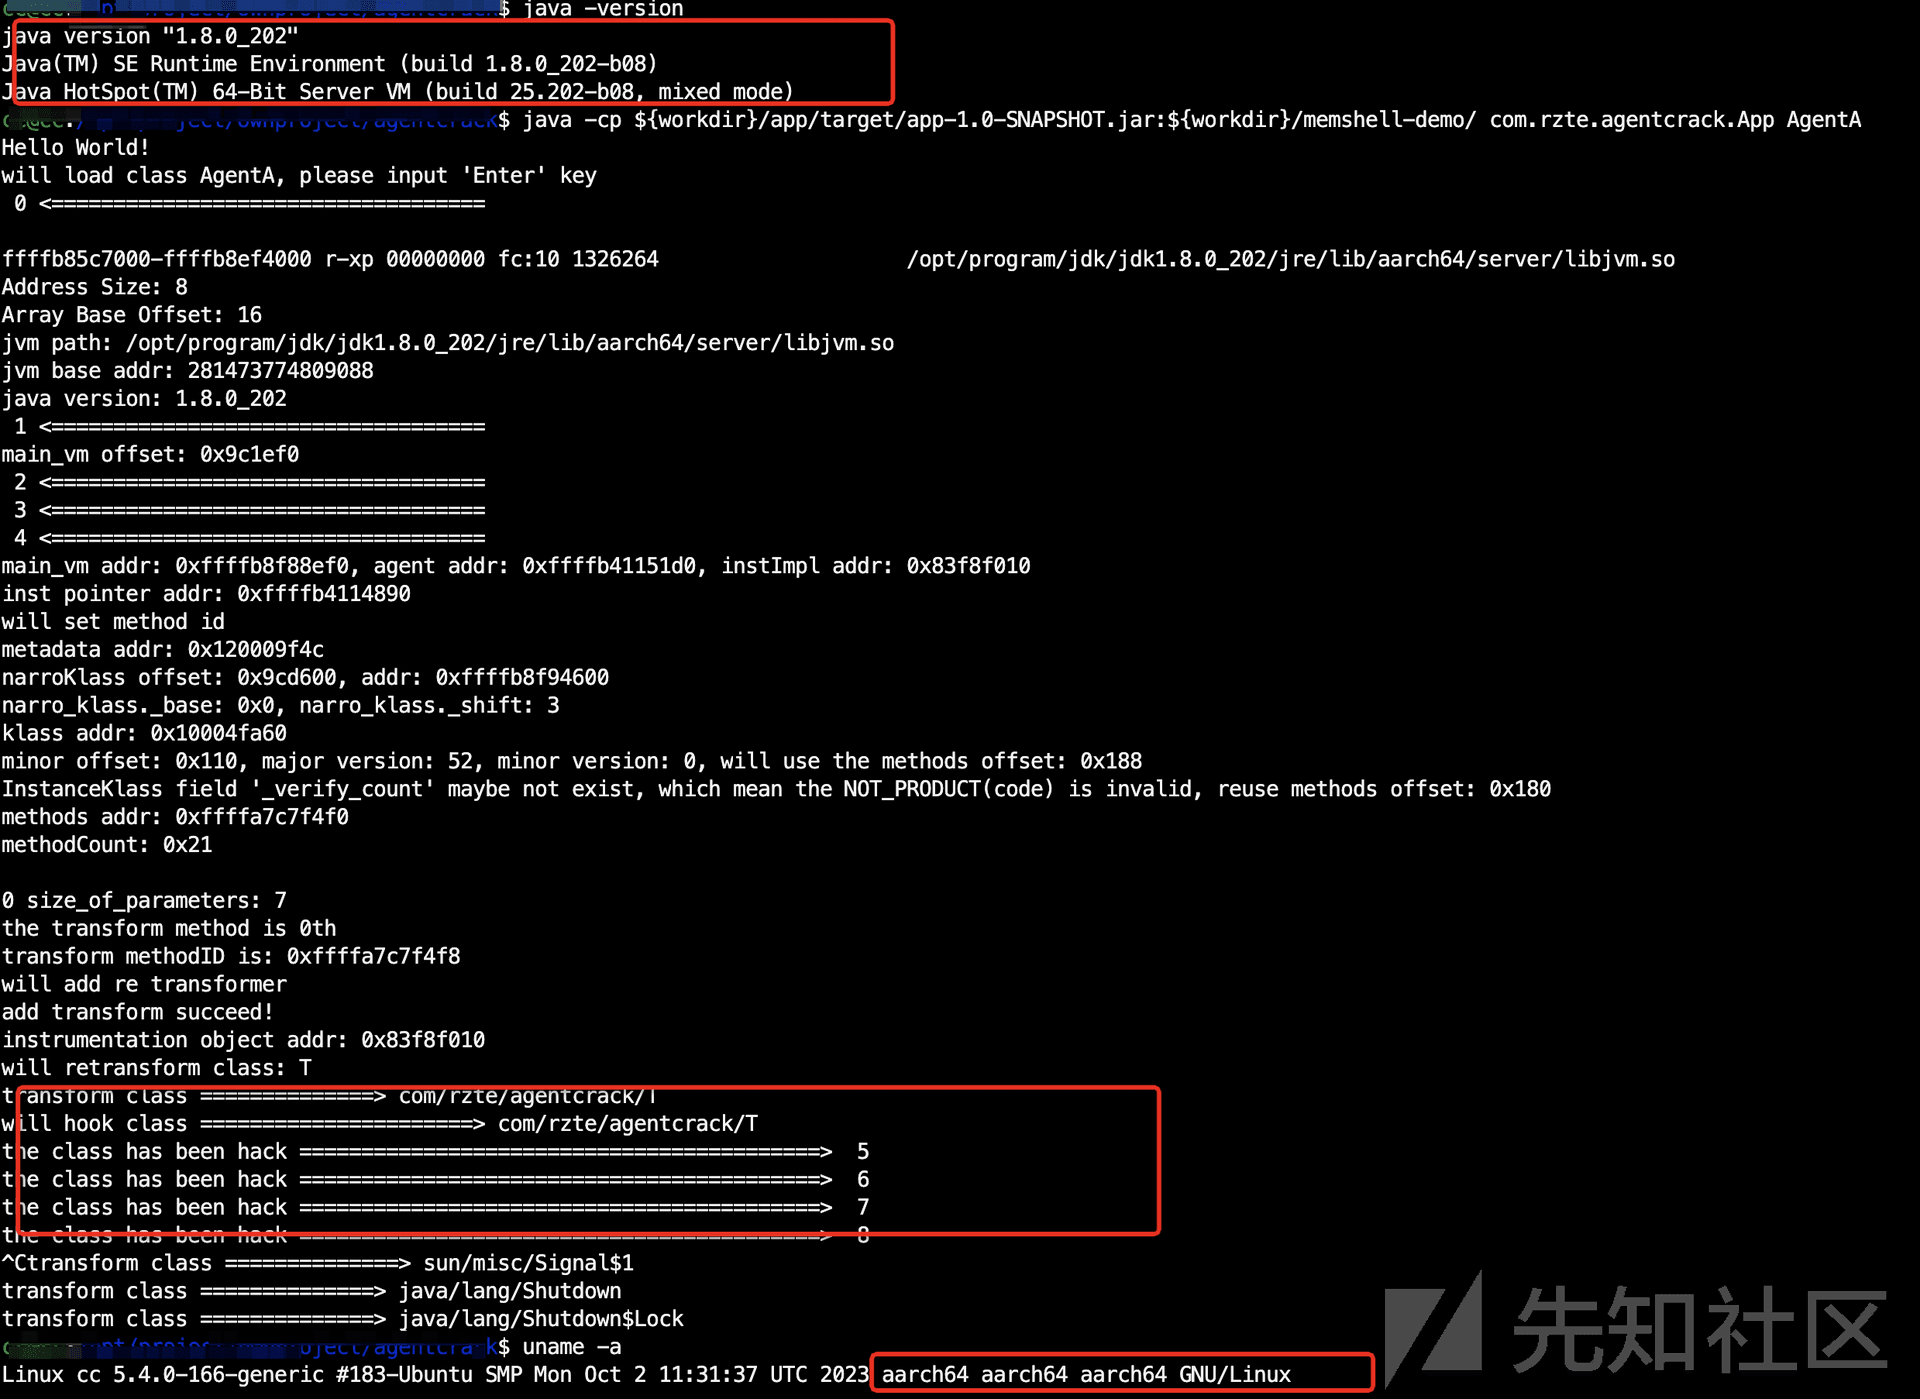 $ java -version
java version "1.8.0_202"
Java(TM) SE Runtime Environment (build 1.8.0_202-b08)
Java HotSpot(TM) 64-Bit Server VM (build 25.202-b08, mixed mode)
$ java -cp ${workdir}/app/target/app-1.0-SNAPSHOT.jar:${workdir}/memshell-demo/ com.rzte.agentcrack.App AgentA
Hello World!
will load class AgentA, please input 'Enter' key
0 <===================================
ffffb85c7000-ffffb8ef4000 r-xp 00000000 fc:10 1326264 /opt/program/jdk/jdk1.8.0_202/jre/lib/aarch64/server/libjvm.so
Address Size: 8
Array Base Offset: 16
jvm path: /opt/program/jdk/jdk1.8.0_202/jre/lib/aarch64/server/libjvm.so
jvm base addr: 281473774809088
java version: 1.8.0_202
1 <===================================
main_vm offset: 0x9c1ef0
2 <===================================
3 <===================================
4 <===================================
main_vm addr: 0xffffb8f88ef0, agent addr: 0xffffb41151d0, instImpl addr: 0x83f8f010
inst pointer addr: 0xffffb4114890
will set method id
metadata addr: 0x120009f4c
narroKlass offset: 0x9cd600, addr: 0xffffb8f94600
narro_klass._base: 0x0, narro_klass._shift: 3
klass addr: 0x10004fa60
minor offset: 0x110, major version: 52, minor version: 0, will use the methods offset: 0x188
InstanceKlass field '_verify_count' maybe not exist, which mean the NOT_PRODUCT(code) is invalid, reuse methods offset: 0x180
methods addr: 0xffffa7c7f4f0
methodCount: 0x21
0 size_of_parameters: 7
the transform method is 0th
transform methodID is: 0xffffa7c7f4f8
will add re transformer
add transform succeed!
instrumentation object addr: 0x83f8f010
will retransform class: T
transform class ==============> com/rzte/agentcrack/T
will hook class ======================> com/rzte/agentcrack/T
the class has been hack ==========================================> 5
the class has been hack ==========================================> 6
the class has been hack ==========================================> 7
the class has been hack ==========================================> 8
^Ctransform class ==============> sun/misc/Signal$1
transform class ==============> java/lang/Shutdown
transform class ==============> java/lang/Shutdown$Lock
$ uname -a
Linux cc 5.4.0-166-generic #183-Ubuntu SMP Mon Oct 2 11:31:37 UTC 2023 aarch64 aarch64 aarch64 GNU/Linux
先知社区